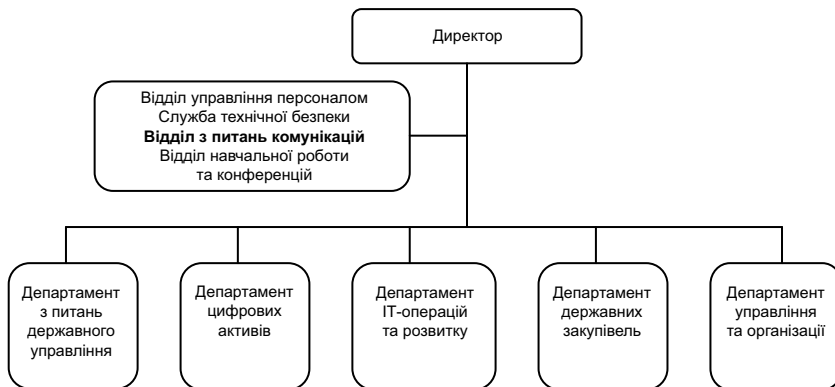 Директор
Відділ управління персоналом
Служба технічної безпеки
Відділ з питань комунікацій
Відділ навчальної роботи
та конференцій
Департамент
з питань
державного
управління
Департамент
цифрових
активів
Департамент
ІТ-операцій
та розвитку
Департамент
державних
закупівель
Департамент
управління
та організації